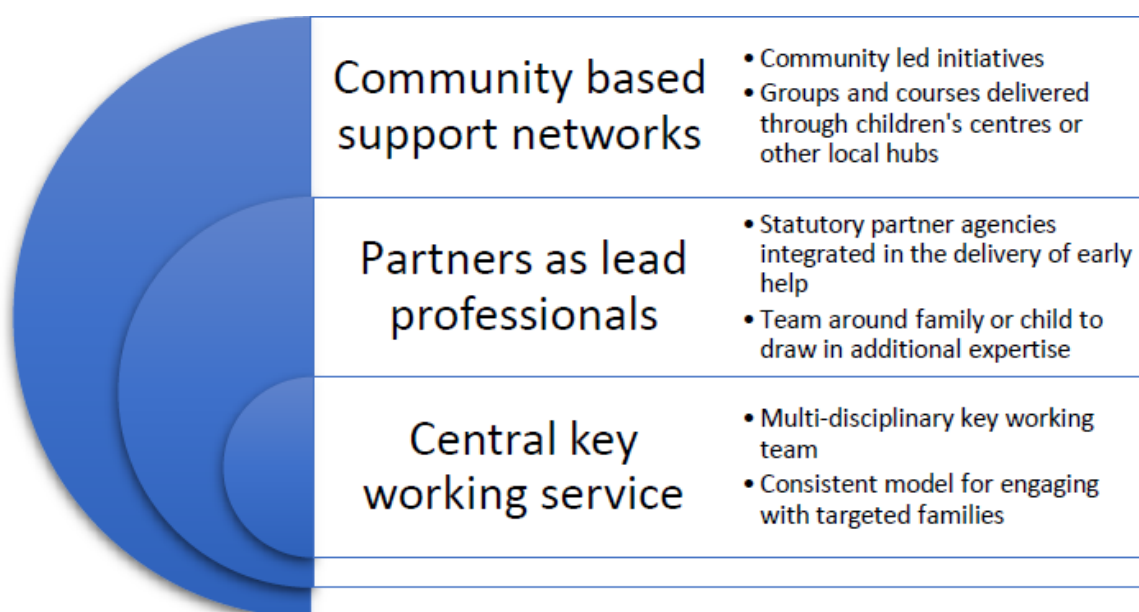 Community based
support networks
• Community led initiatives
• Groups and courses delivered
through children's centres or
other local hubs
Partners as lead
professionals
• Statutory partner agencies
integrated in the delivery of early
help
• Team around family or child to
draw in additional expertise
Central key
working service
• Multi-disciplinary key working
team
• Consistent model for engaging
with targeted families